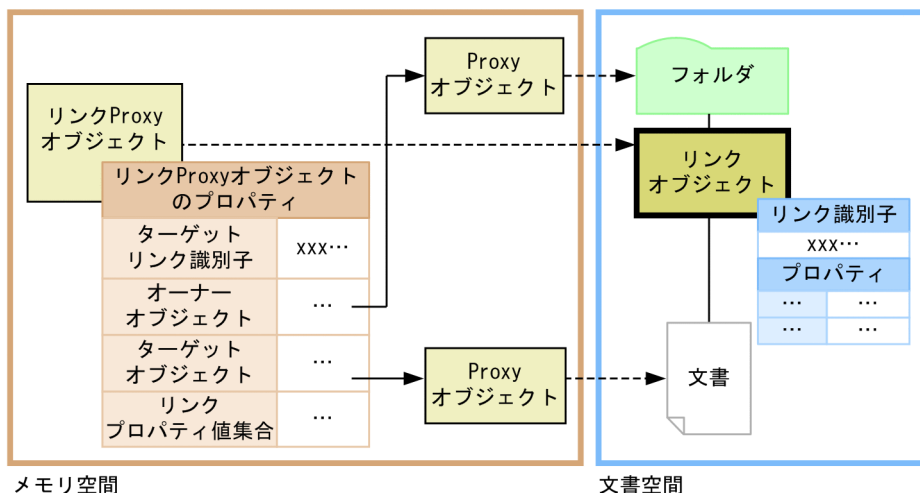 Proxy
オブジェクト
フォルダ
リンクProxy
オブジェクト
リンク
オブジェクト
リンクProxyオブジェクト
のプロパティ
ターゲット
リンク識別子
xxx…
オーナー
オブジェクト
…
ターゲット
オブジェクト
…
リンク
プロパティ値集合
…
Proxy
オブジェクト
リンク識別子
xxx…
プロパティ
… …
… …
文書
メモリ空間
文書空間